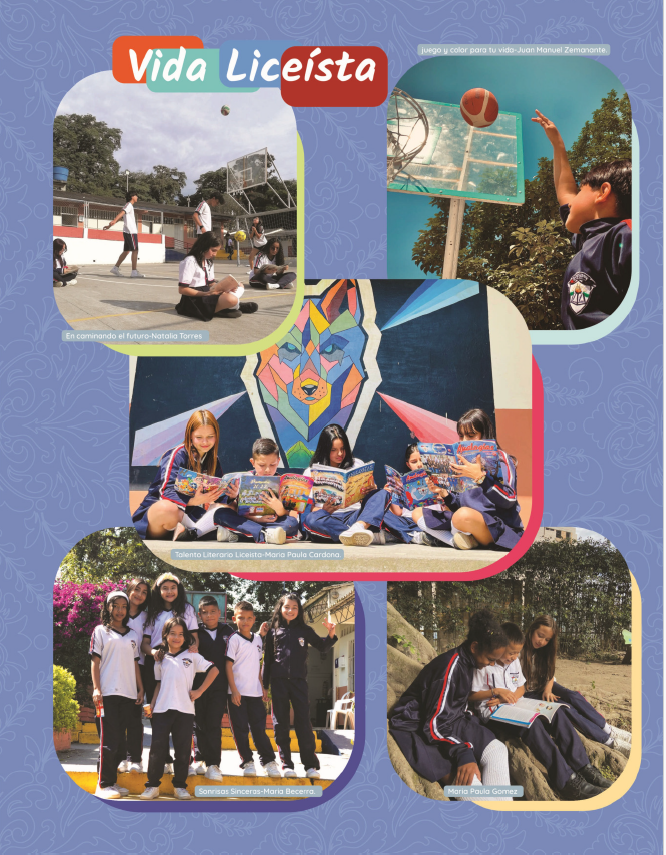 Vida Liceísta
juego y color para tu vida-Juan Manuel Zemanante.
En caminando el futuro-Natalia Torres
Talento Literario Liceista-Maria Paula Cardona.
Sonrisas Sinceras-Maria Becerra.
Maria Paula Gomez